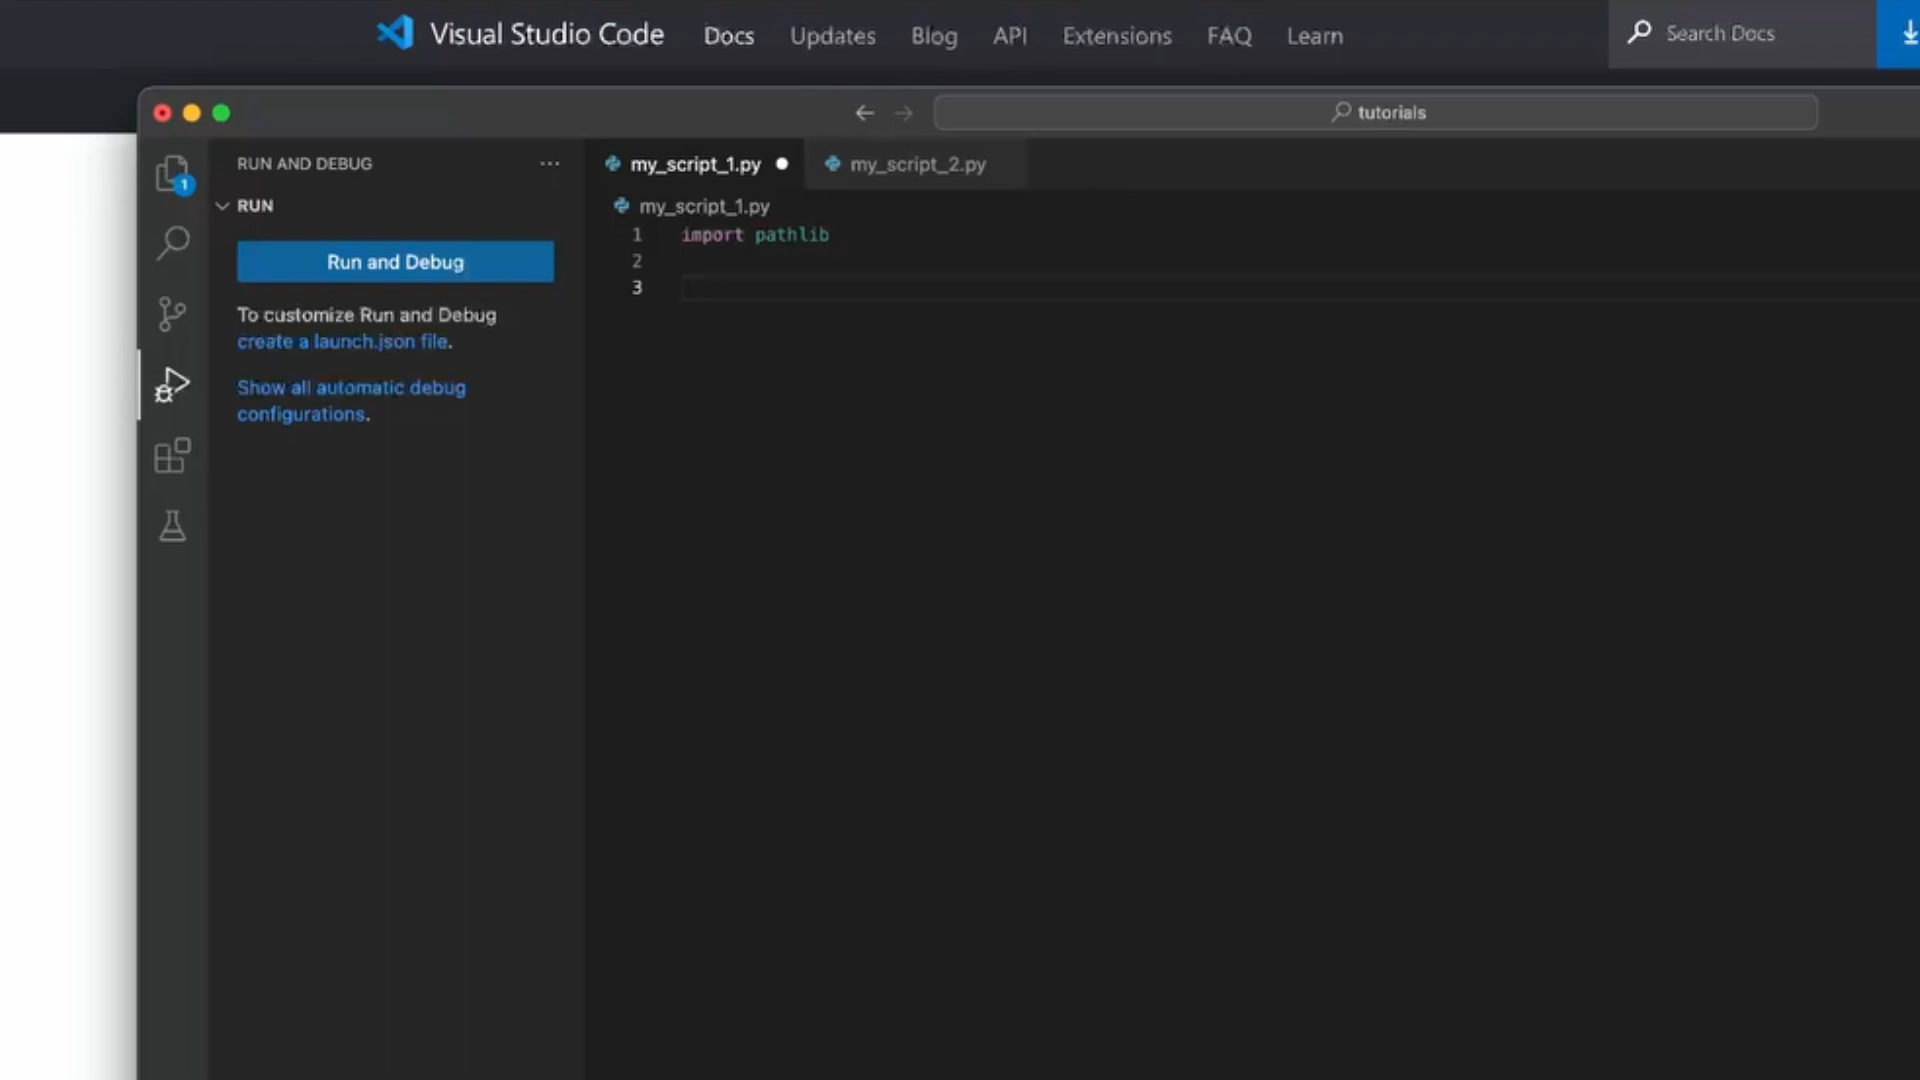 Visual Studio Code Docs Updates Blog API Extensions FAQ Learn Search Docs
tutorials
RUN AND DEBUG ··· my_script_1.py my_script_2.py
1
RUN
my_script_1.py
1 import pathlib
2
3
Run and Debug
To customize Run and Debug
create a launch.json file.
Show all automatic debug
configurations.